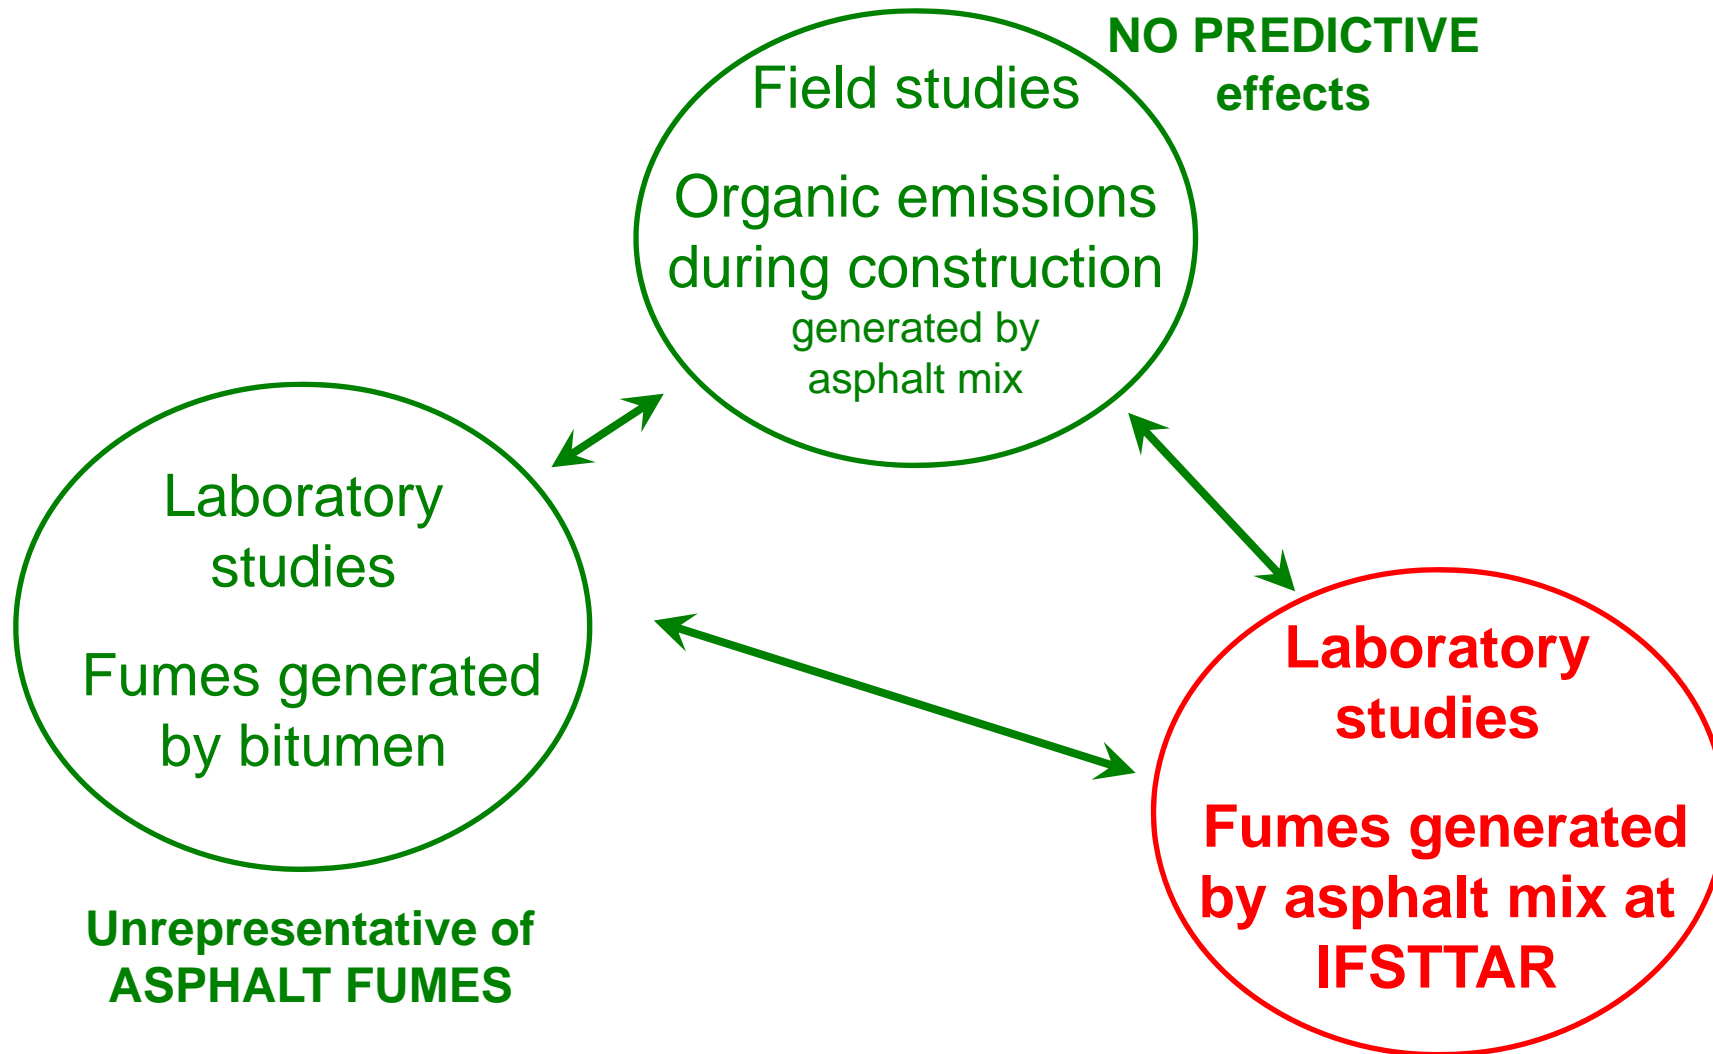 NO PREDICTIVE
effects
Field studies
Organic emissions
during construction
generated by
asphalt mix
Laboratory
studies
Fumes generated
by bitumen
Unrepresentative of
ASPHALT FUMES
Laboratory
studies
Fumes generated
by asphalt mix at
IFSTTAR